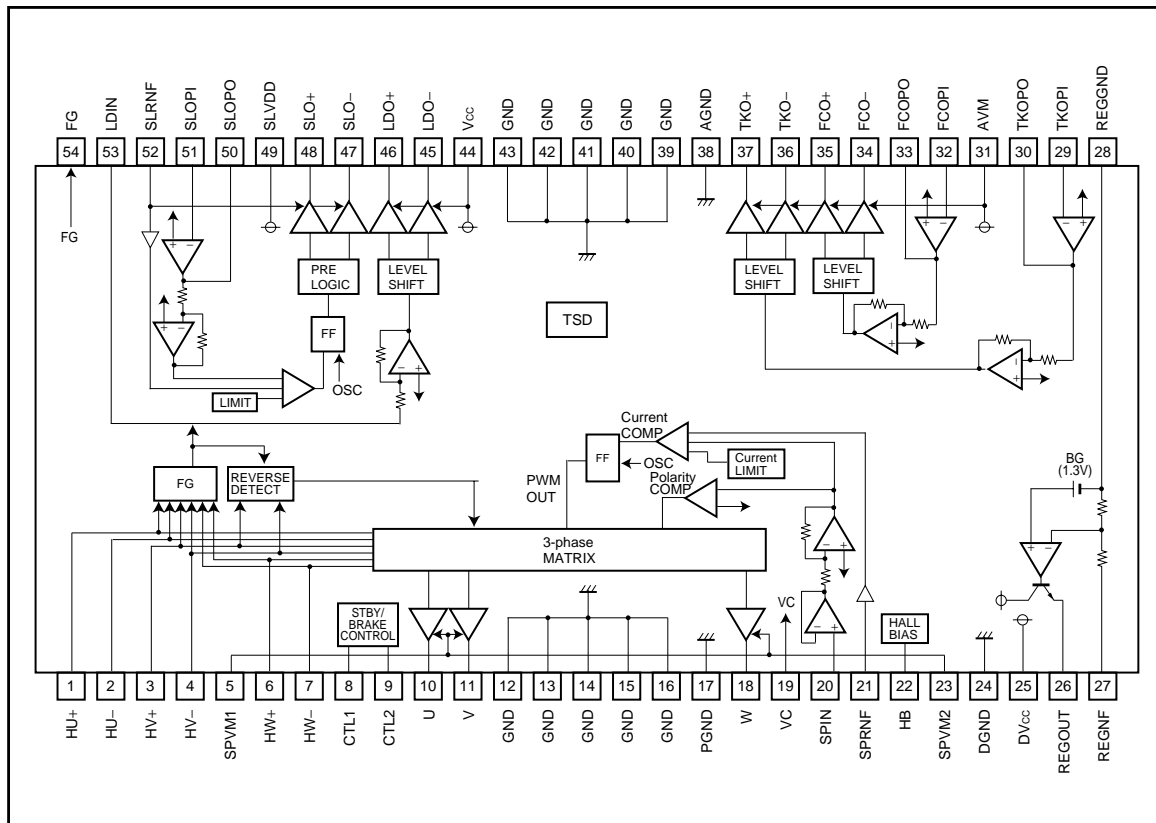 FG
LDIN
SLRNF
SLOPI
SLOPO
SLVDD
SLO+
SLO−
LDO+
LDO−
Vcc
GND
GND
GND
GND
GND
AGND
TKO+
TKO−
FCO+
FCO−
FCOPO
FCOPI
AVM
TKOPO
TKOPI
REGGND
54 53 52 51 50 49 48 47 46 45 44 43 42 41 40 39 38 37 36 35 34 33 32 31 30 29 28
FG
+ −
PRE
LOGIC
LEVEL
SHIFT
LEVEL
SHIFT
LEVEL
SHIFT
+ −
+ −
TSD
FF
OSC
+ −
− +
− +
− +
LIMIT
Current
COMP
FF
OSC
Current
LIMIT
Polarity
COMP
PWM
OUT
BG
(1.3V)
FG
REVERSE
DETECT
3-phase
MATRIX
− +
− +
+ −
STBY/
BRAKE
CONTROL
VC
HALL
BIAS
1 2 3 4 5 6 7 8 9 10 11 12 13 14 15 16 17 18 19 20 21 22 23 24 25 26 27
HU+
HU−
HV+
HV−
SPVM1
HW+
HW−
CTL1
CTL2
U
V
GND
GND
GND
GND
GND
PGND
W
VC
SPIN
SPRNF
HB
SPVM2
DGND
DVcc
REGOUT
REGNF